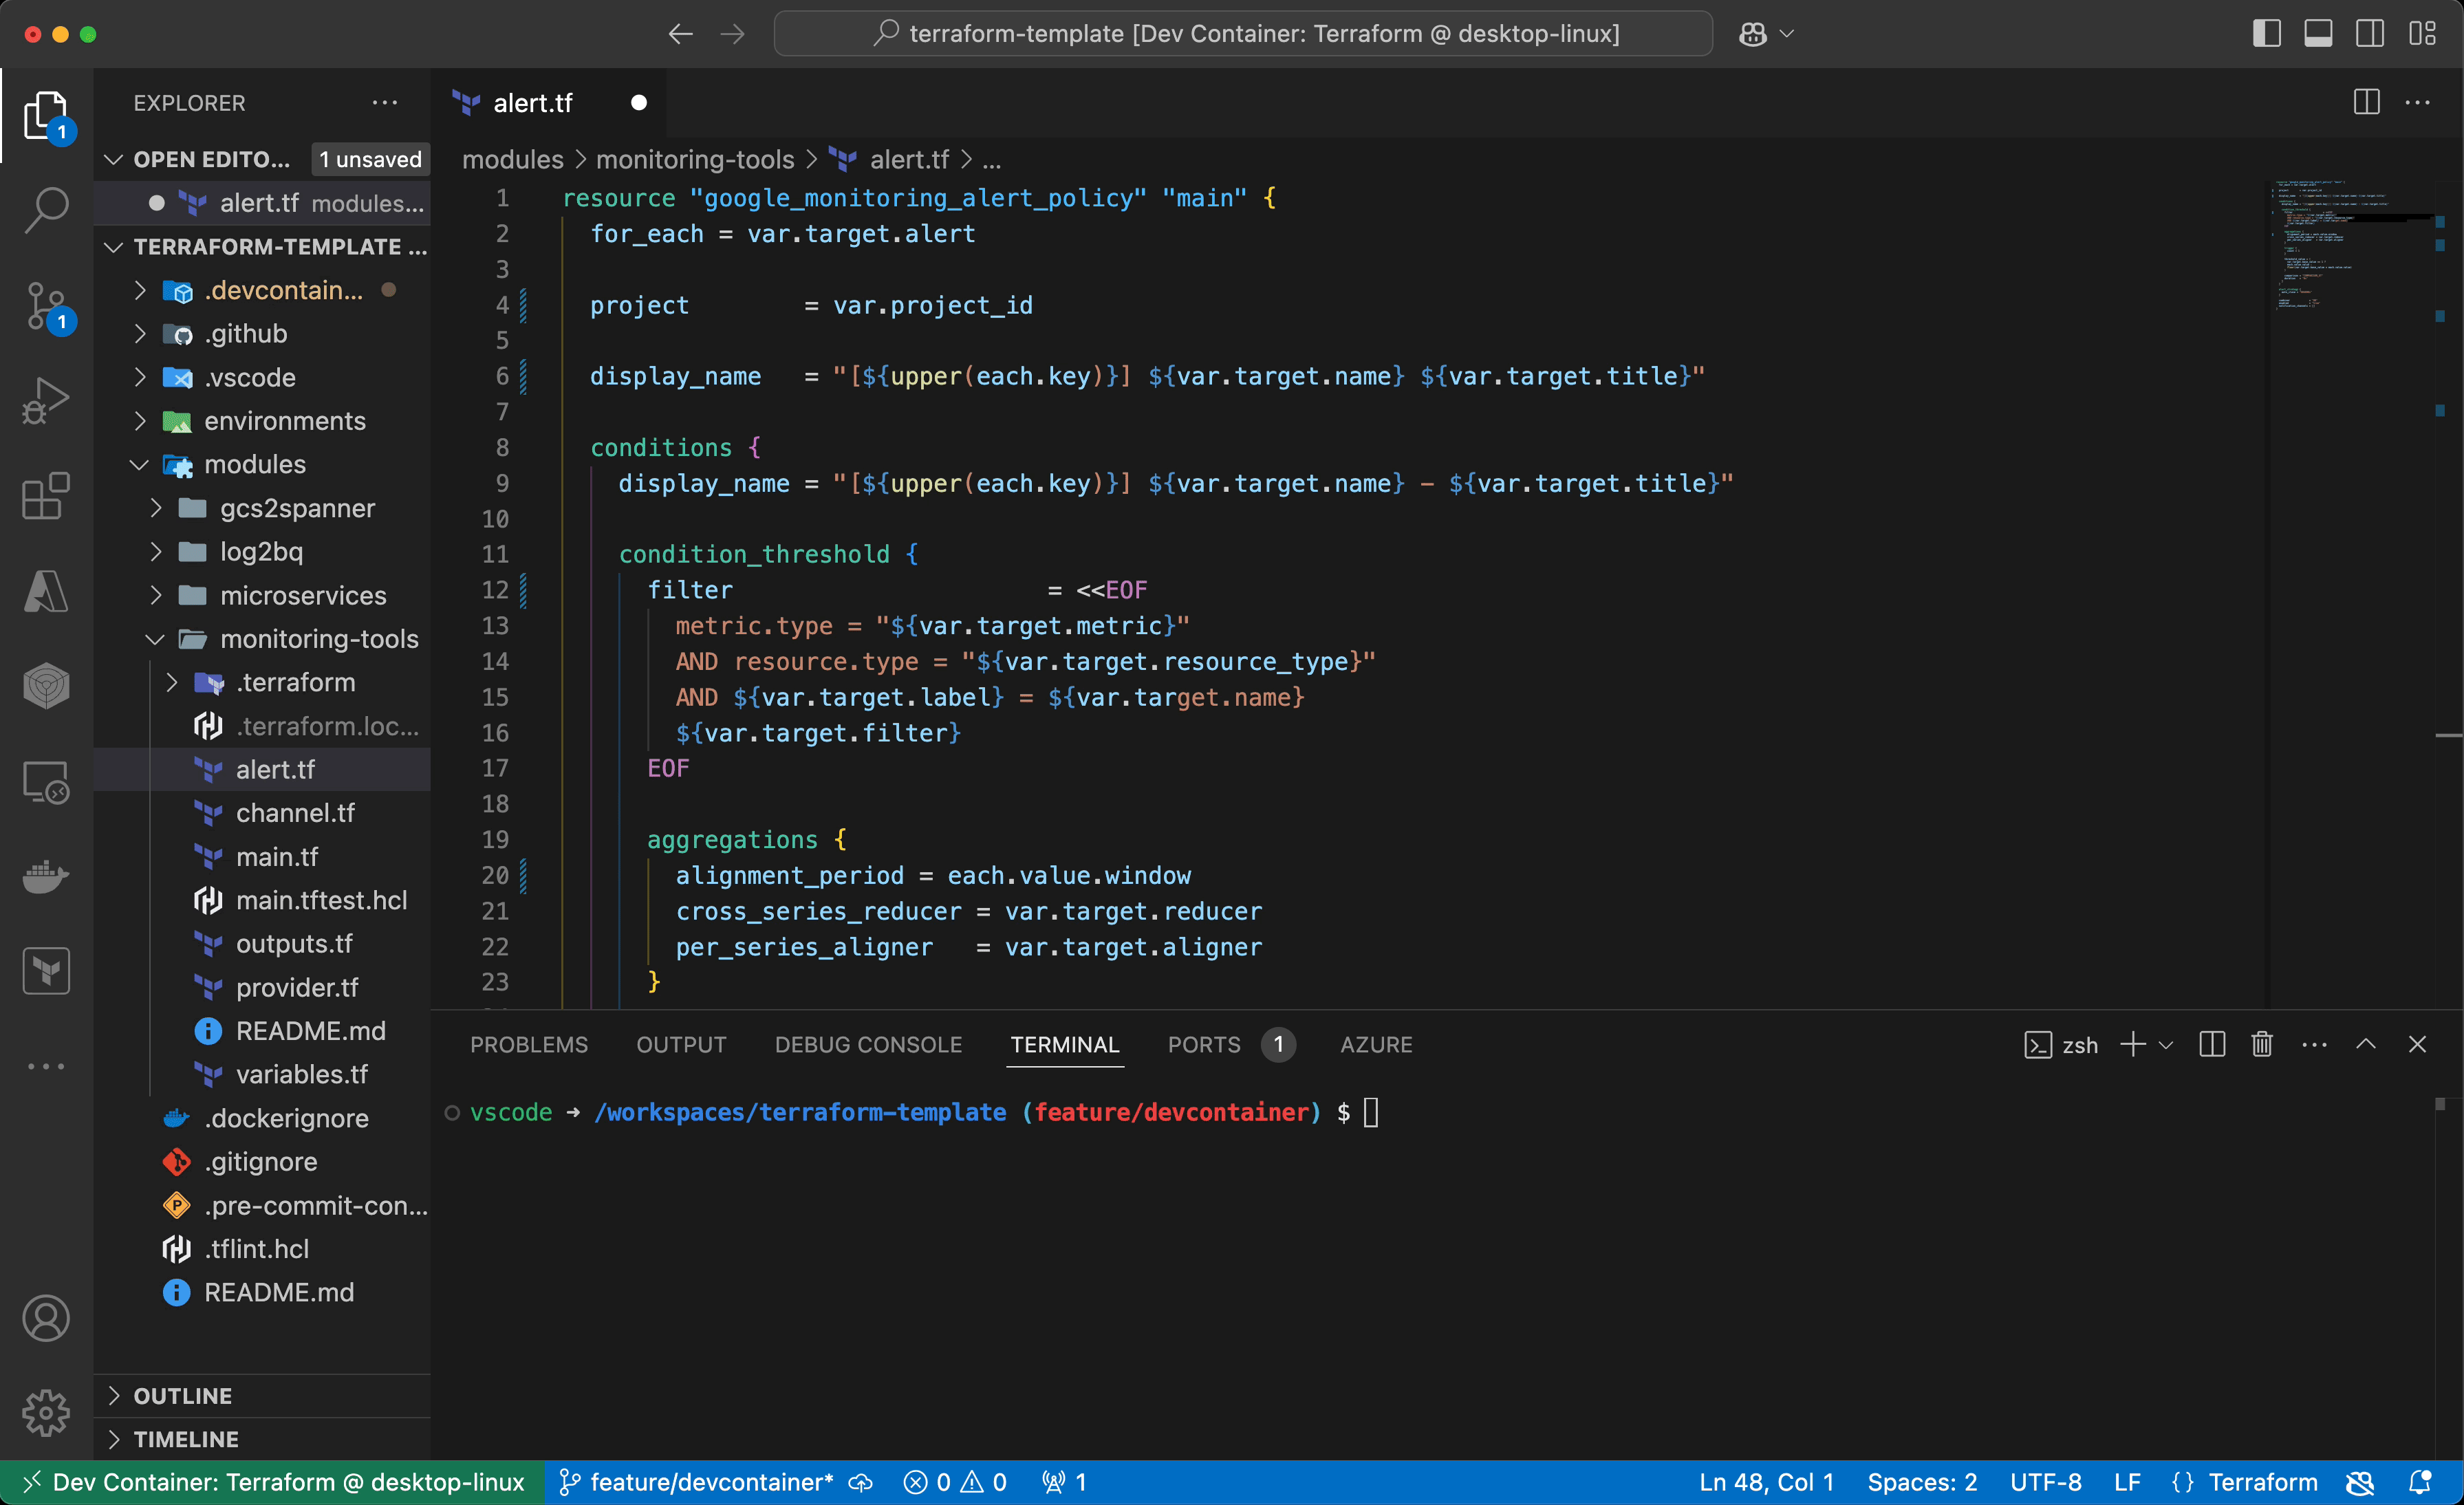 terraform-template [Dev Container: Terraform @ desktop-linux]
EXPLORER
OPEN EDITO... 1 unsaved
alert.tf modules...
TERRAFORM-TEMPLATE ...
.devcontain...
.github
.vscode
environments
modules
gcs2spanner
log2bq
microservices
monitoring-tools
.terraform
.terraform.loc...
alert.tf
channel.tf
main.tf
main.tftest.hcl
outputs.tf
provider.tf
README.md
variables.tf
.dockerignore
.gitignore
.pre-commit-con...
.tflint.hcl
README.md
OUTLINE
TIMELINE
1
1
alert.tf
modules > monitoring-tools > alert.tf > ...
1 resource "google_monitoring_alert_policy" "main" {
2 for_each = var.target.alert
3
4 project = var.project_id
5
6 display_name = "[${upper(each.key)}] ${var.target.name} ${var.target.title}"
7
8 conditions {
9 display_name = "[${upper(each.key)}] ${var.target.name} - ${var.target.title}"
10
11 condition_threshold {
12 filter = <<EOF
13 metric.type = "${var.target.metric}"
14 AND resource.type = "${var.target.resource_type}"
15 AND ${var.target.label} = ${var.target.name}
16 ${var.target.filter}
17 EOF
18
19 aggregations {
20 alignment_period = each.value.window
21 cross_series_reducer = var.target.reducer
22 per_series_aligner = var.target.aligner
23 }
PROBLEMS OUTPUT DEBUG CONSOLE TERMINAL PORTS 1 AZURE
zsh
vscode ➜ /workspaces/terraform-template (feature/devcontainer) $
Dev Container: Terraform @ desktop-linux feature/devcontainer* 0 0 1 Ln 48, Col 1 Spaces: 2 UTF-8 LF {} Terraform